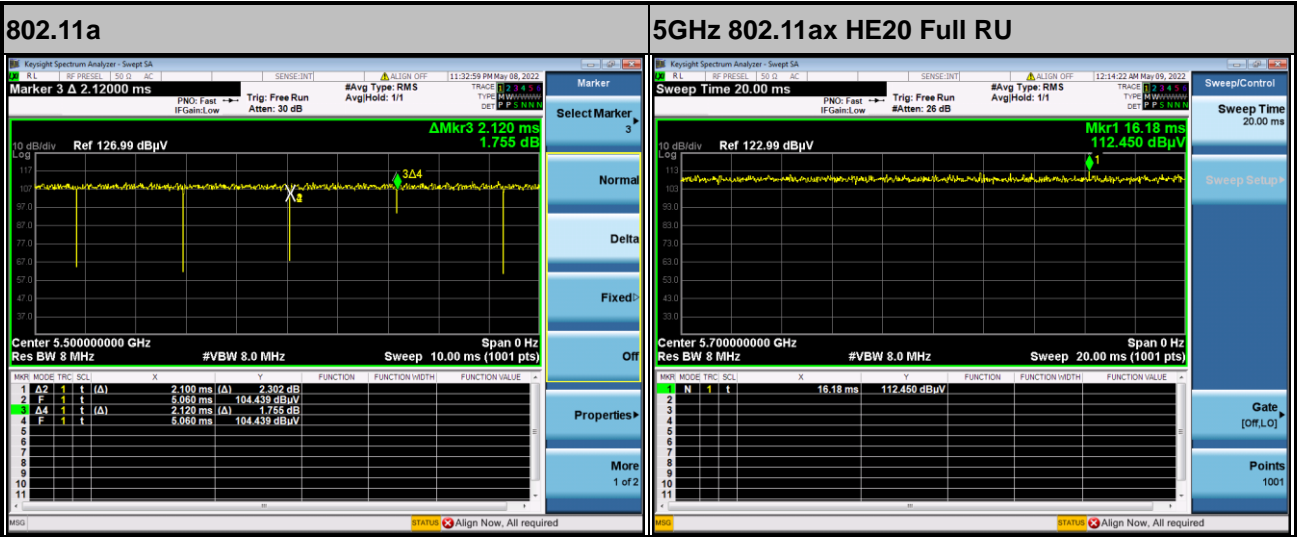 802.11a
Keysight Spectrum Analyzer - Swept SA
RL RF PRESEL 50 Ω AC SENSE:INT ALIGN OFF 11:32:59 PM May 08, 2022
Marker 3 Δ 2.12000 ms
PNO: Fast
IFGain:Low
Trig: Free Run
Atten: 30 dB
#Avg Type: RMS
Avg|Hold: 1/1
TRACE 1 2 3 4 5 6
TYPE M W
DET P P S N N N
ΔMkr3 2.120 ms
1.755 dB
10 dB/div Ref 126.99 dBµV
Log
117
107
97.0
87.0
77.0
67.0
57.0
47.0
37.0
3Δ4
Center 5.500000000 GHz Span 0 Hz
Res BW 8 MHz #VBW 8.0 MHz Sweep 10.00 ms (1001 pts)
MKR MODE TRC SCL X Y FUNCTION FUNCTION WIDTH FUNCTION VALUE
1 Δ2 1 t (Δ) 2.100 ms (Δ) 2.302 dB
2 F 1 t 5.060 ms 104.439 dBµV
3 Δ4 1 t (Δ) 2.120 ms (Δ) 1.755 dB
4 F 1 t 5.060 ms 104.439 dBµV
5
6
7
8
9
10
11
MSG STATUS Align Now, All required
Marker
Select Marker
3
Normal
Delta
Fixed
Off
Properties
More
1 of 2
5GHz 802.11ax HE20 Full RU
Keysight Spectrum Analyzer - Swept SA
RL RF PRESEL 50 Ω AC SENSE:INT ALIGN OFF 12:14:22 AM May 09, 2022
Sweep Time 20.00 ms
PNO: Fast
IFGain:Low
Trig: Free Run
#Atten: 26 dB
#Avg Type: RMS
Avg|Hold: 1/1
TRACE 1 2 3 4 5 6
TYPE M W
DET P P S N N N
Mkr1 16.18 ms
112.450 dBµV
10 dB/div Ref 122.99 dBµV
Log
113
103
93.0
83.0
73.0
63.0
53.0
43.0
33.0
1
Center 5.700000000 GHz Span 0 Hz
Res BW 8 MHz #VBW 8.0 MHz Sweep 20.00 ms (1001 pts)
MKR MODE TRC SCL X Y FUNCTION FUNCTION WIDTH FUNCTION VALUE
1 N 1 t 16.18 ms 112.450 dBµV
2
3
4
5
6
7
8
9
10
11
MSG STATUS Align Now, All required
Sweep/Control
Sweep Time
20.00 ms
Sweep Setup
Gate
[Off,LO]
Points
1001